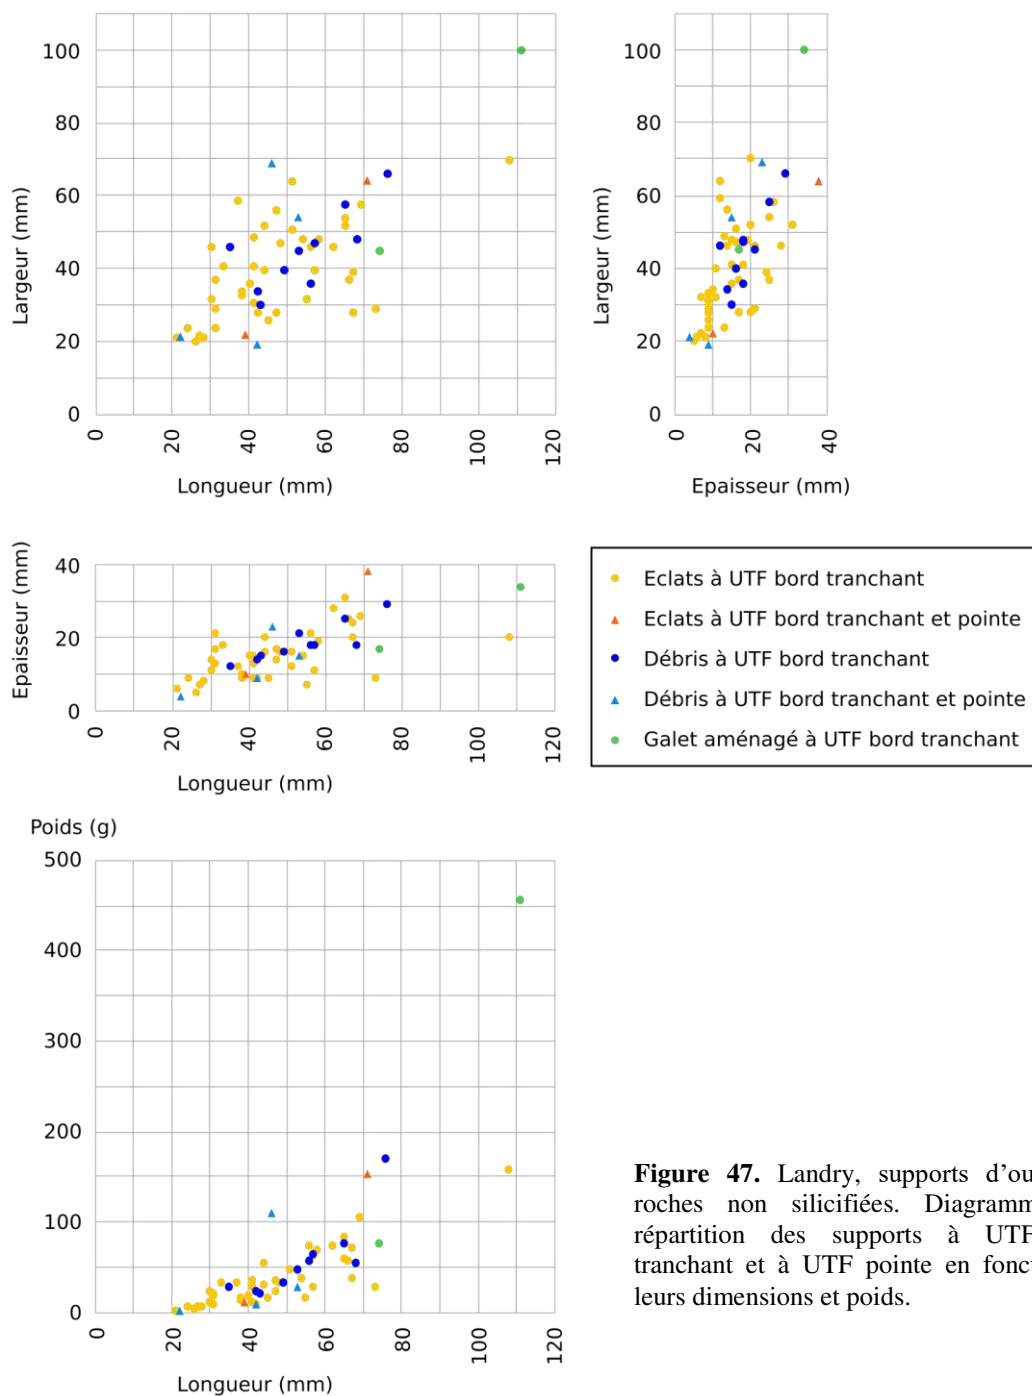 100
80
60
40
20
0
Largeur (mm)
0 20 40 60 80 100 120
Longueur (mm)
100
80
60
40
20
0
Largeur (mm)
0 20 40
Epaisseur (mm)
40
20
0
Epaisseur (mm)
0 20 40 60 80 100 120
Longueur (mm)
Eclats à UTF bord tranchant
Eclats à UTF bord tranchant et pointe
Débris à UTF bord tranchant
Débris à UTF bord tranchant et pointe
Galet aménagé à UTF bord tranchant
Poids (g)
500
400
300
200
100
0
0 20 40 60 80 100 120
Longueur (mm)
Figure 47. Landry, supports d'ou
roches non silicifiées. Diagramm
répartition des supports à UTF
tranchant et à UTF pointe en fonct
leurs dimensions et poids.